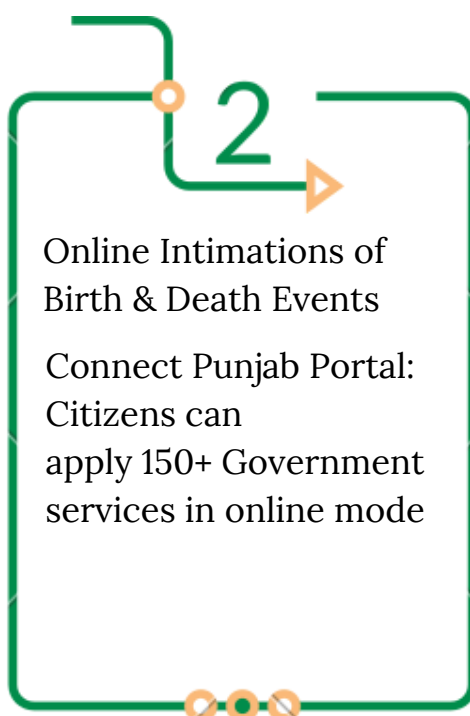 2
Online Intimations of
Birth & Death Events
Connect Punjab Portal:
Citizens can
apply 150+ Government
services in online mode